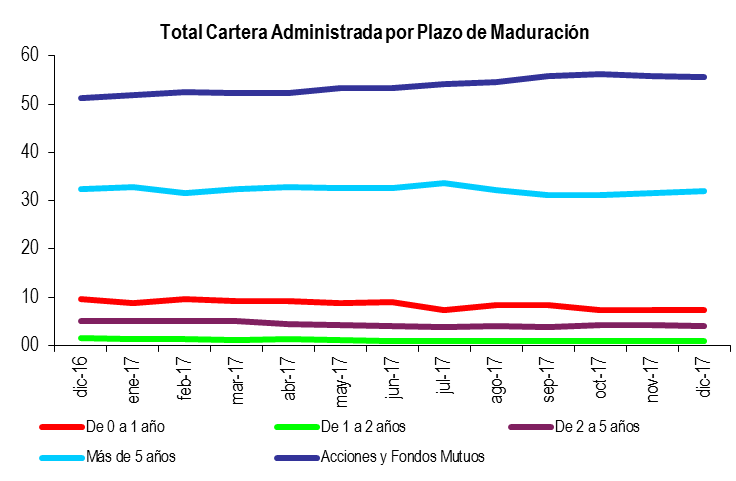 Total Cartera Administrada por Plazo de Maduración
60
50
40
30
20
10
00
dic-16
ene-17
feb-17
mar-17
abr-17
may-17
jun-17
jul-17
ago-17
sep-17
oct-17
nov-17
dic-17
De 0 a 1 año
De 1 a 2 años
De 2 a 5 años
Más de 5 años
Acciones y Fondos Mutuos